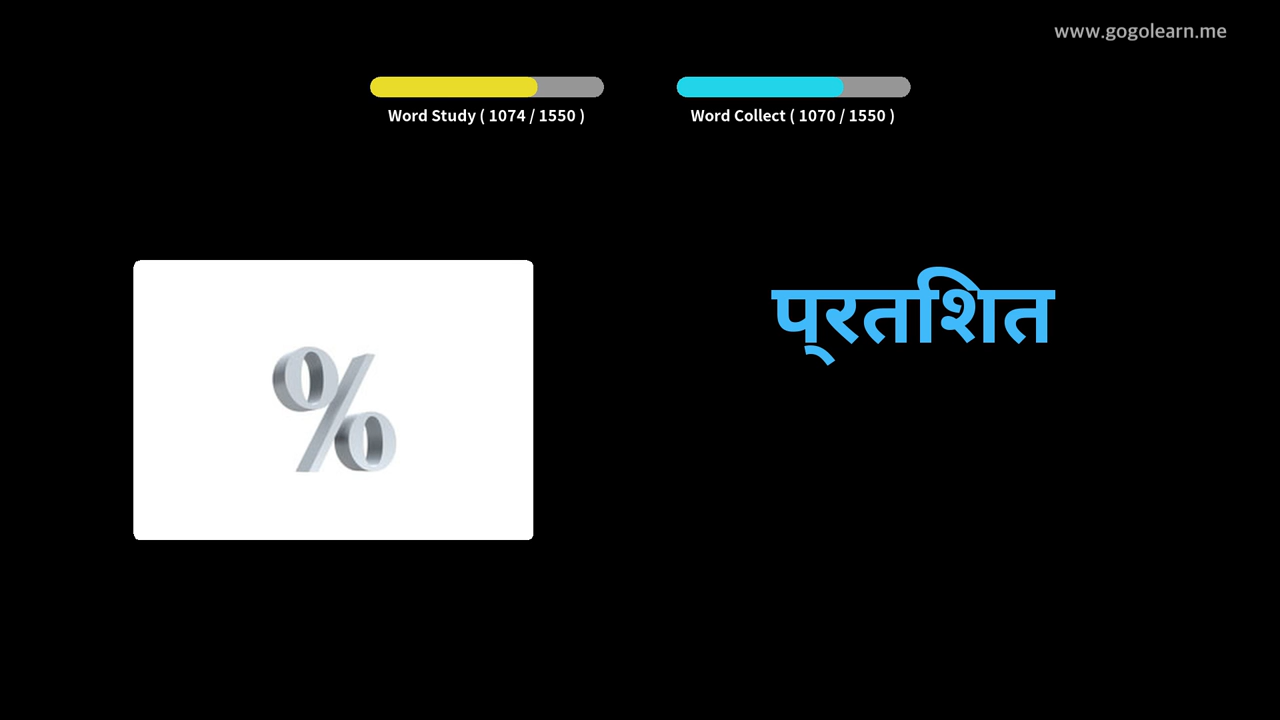 www.gogolearn.me
Word Study ( 1074 / 1550 )
Word Collect ( 1070 / 1550 )
%
प्रतिशत